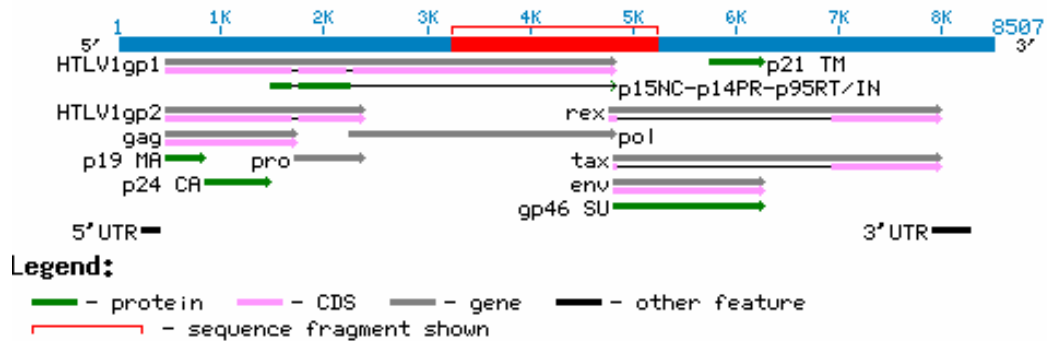 1 1K 2K 3K 4K 5K 6K 7K 8K 8507
5' 3'
HTLV1gp1 p21 TM
p15NC-p14PR-p95RT/IN
HTLV1gp2 rex
gag pol
p19 MA pro tax
p24 CA env
gp46 SU
5'UTR 3'UTR
Legend:
- protein - CDS - gene - other feature
- sequence fragment shown